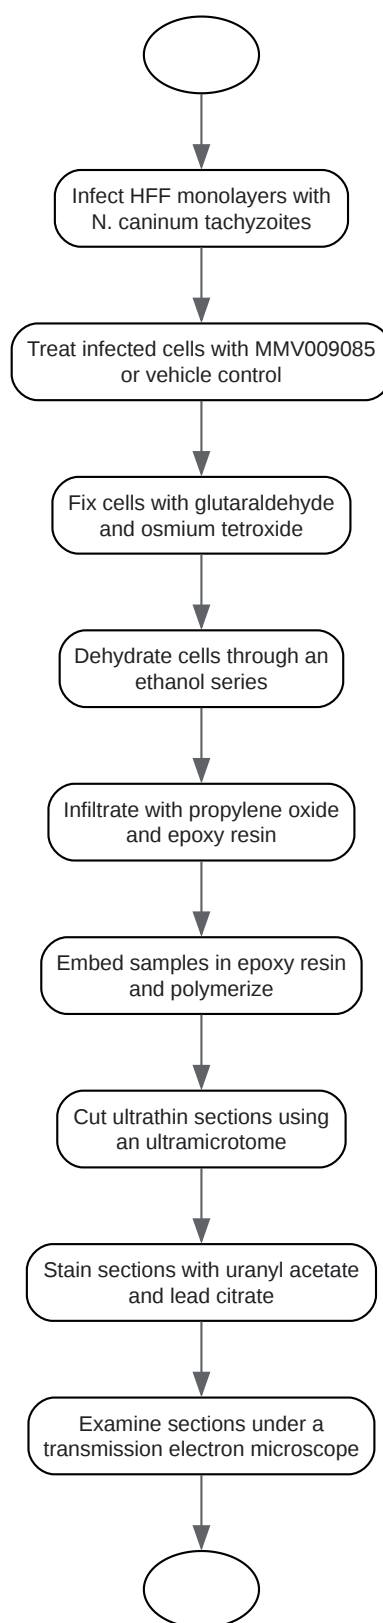 Infect HFF monolayers with
N. caninum tachyzoites
Treat infected cells with MMV009085
or vehicle control
Fix cells with glutaraldehyde
and osmium tetroxide
Dehydrate cells through an
ethanol series
Infiltrate with propylene oxide
and epoxy resin
Embed samples in epoxy resin
and polymerize
Cut ultrathin sections using
an ultramicrotome
Stain sections with uranyl acetate
and lead citrate
Examine sections under a
transmission electron microscope